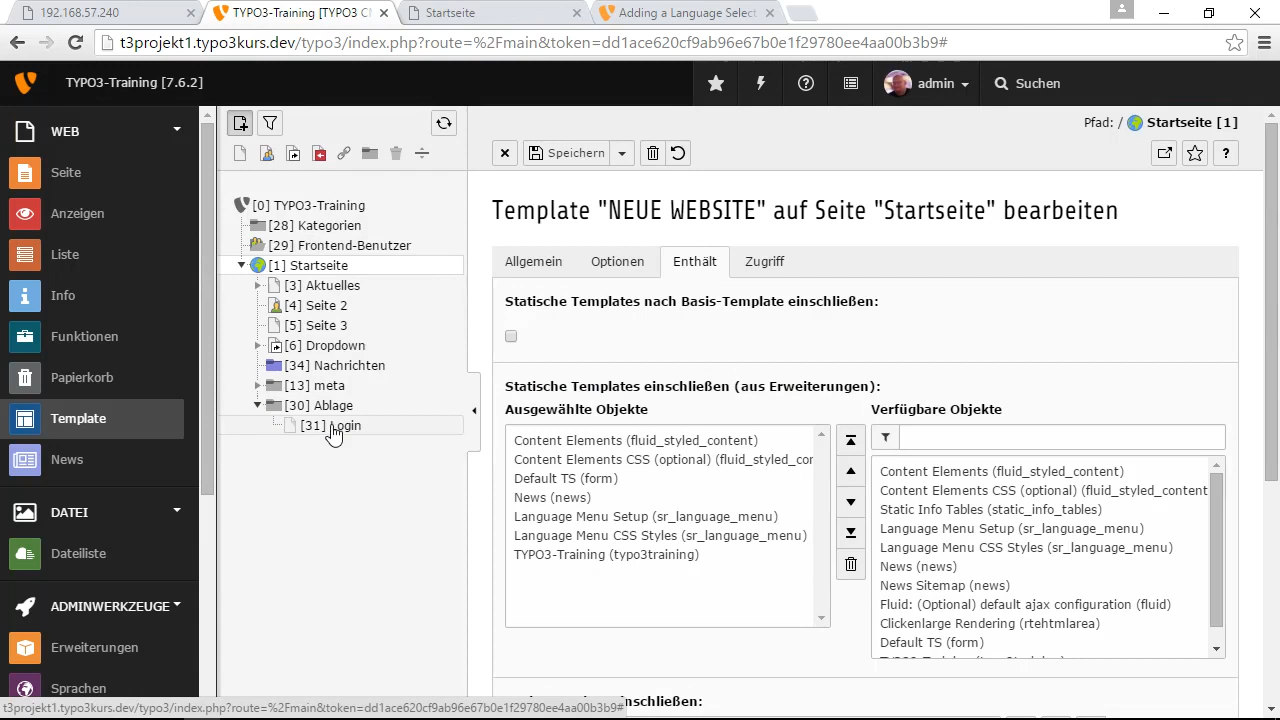 192.168.57.240
TYPO3-Training [TYPO3 CM
Startseite
Adding a Language Select
t3projekt1.typo3kurs.dev/typo3/index.php?route=%2Fmain&token=dd1ace620cf9ab96e67b0e1f29780ee4aa00b3b9#
TYPO3-Training [7.6.2]
admin
Suchen
WEB
Seite
Anzeigen
Liste
Info
Funktionen
Papierkorb
Template
News
DATEI
Dateiliste
ADMINWERKZEUGE
Erweiterungen
Sprachen
[0] TYPO3-Training
[28] Kategorien
[29] Frontend-Benutzer
[1] Startseite
[3] Aktuelles
[4] Seite 2
[5] Seite 3
[6] Dropdown
[34] Nachrichten
[13] meta
[30] Ablage
[31] Login
Pfad: / Startseite [1]
Speichern
Template "NEUE WEBSITE" auf Seite "Startseite" bearbeiten
Allgemein
Optionen
Enthält
Zugriff
Statische Templates nach Basis-Template einschließen:
Statische Templates einschließen (aus Erweiterungen):
Ausgewählte Objekte
Content Elements (fluid_styled_content)
Content Elements CSS (optional) (fluid_styled_cor
Default TS (form)
News (news)
Language Menu Setup (sr_language_menu)
Language Menu CSS Styles (sr_language_menu)
TYPO3-Training (typo3training)
Verfügbare Objekte
Content Elements (fluid_styled_content)
Content Elements CSS (optional) (fluid_styled_content
Static Info Tables (static_info_tables)
Language Menu Setup (sr_language_menu)
Language Menu CSS Styles (sr_language_menu)
News (news)
News Sitemap (news)
Fluid: (Optional) default ajax configuration (fluid)
Clickenlarge Rendering (rtehtmlarea)
Default TS (form)
einschließen:
t3projekt1.typo3kurs.dev/typo3/index.php?route=%2Fmain&token=dd1ace620cf9ab96e67b0e1f29780ee4aa00b3b9#